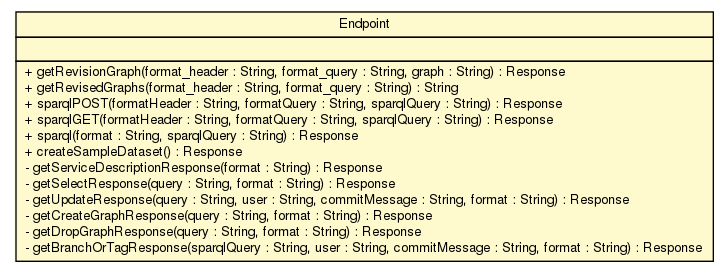 Endpoint
+ getRevisionGraph(format_header : String, format_query : String, graph : String) : Response
+ getRevisedGraphs(format_header : String, format_query : String) : String
+ sparqlPOST(formatHeader : String, formatQuery : String, sparqlQuery : String) : Response
+ sparqlGET(formatHeader : String, formatQuery : String, sparqlQuery : String) : Response
+ sparql(format : String, sparqlQuery : String) : Response
+ createSampleDataset() : Response
- getServiceDescriptionResponse(format : String) : Response
- getSelectResponse(query : String, format : String) : Response
- getUpdateResponse(query : String, user : String, commitMessage : String, format : String) : Response
- getCreateGraphResponse(query : String, format : String) : Response
- getDropGraphResponse(query : String, format : String) : Response
- getBranchOrTagResponse(sparqlQuery : String, user : String, commitMessage : String, format : String) : Response